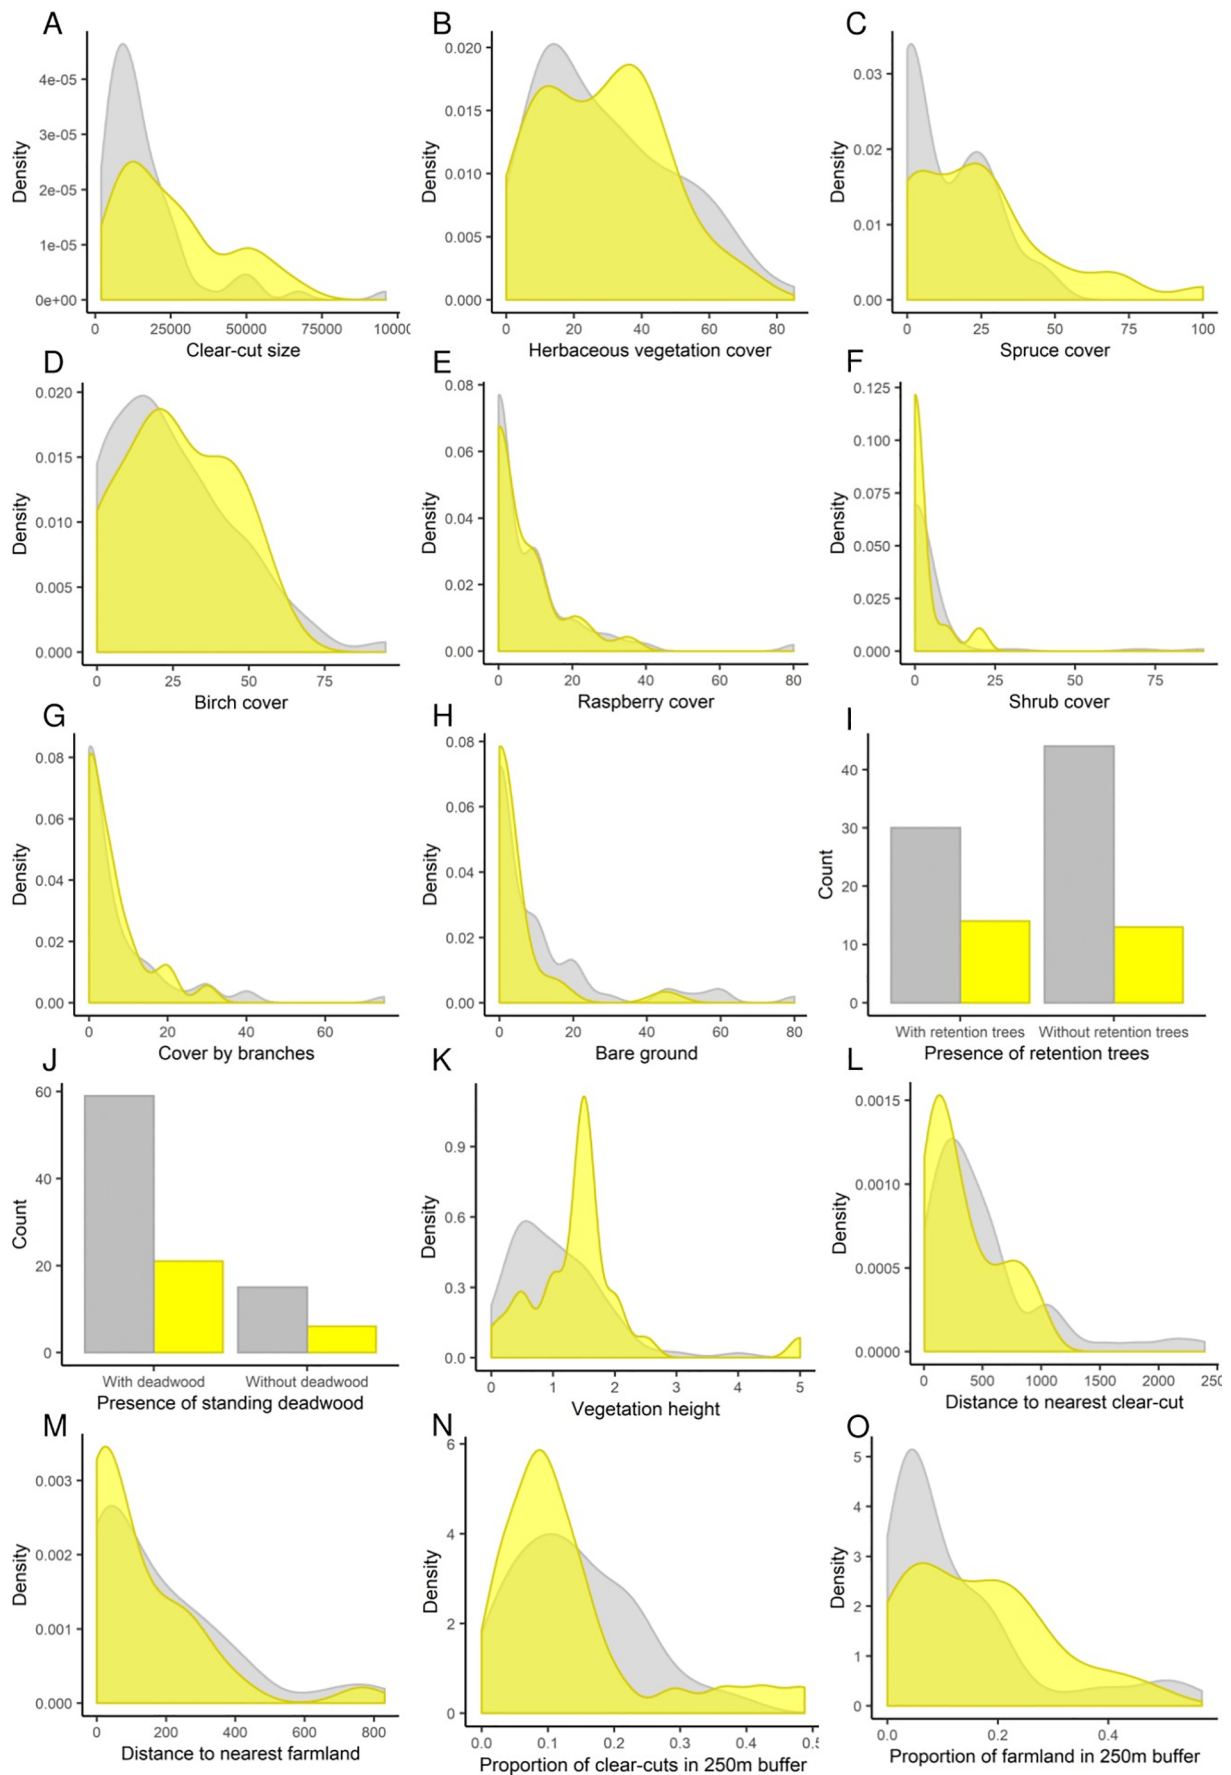 A
Density
4e-05
3e-05
2e-05
1e-05
0e+00
0 25000 50000 75000 10000
Clear-cut size
B
Density
0.020
0.015
0.010
0.005
0.000
0 20 40 60 80
Herbaceous vegetation cover
C
Density
0.03
0.02
0.01
0.00
0 25 50 75 100
Spruce cover
D
Density
0.020
0.015
0.010
0.005
0.000
0 25 50 75
Birch cover
E
Density
0.08
0.06
0.04
0.02
0.00
0 20 40 60 80
Raspberry cover
F
Density
0.125
0.100
0.075
0.050
0.025
0.000
0 25 50 75
Shrub cover
G
Density
0.08
0.06
0.04
0.02
0.00
0 20 40 60
Cover by branches
H
Density
0.08
0.06
0.04
0.02
0.00
0 20 40 60 80
Bare ground
I
Count
40
30
20
10
0
With retention trees Without retention trees
Presence of retention trees
J
Count
60
40
20
0
With deadwood Without deadwood
Presence of standing deadwood
K
Density
0.9
0.6
0.3
0.0
0 1 2 3 4 5
Vegetation height
L
Density
0.0015
0.0010
0.0005
0.0000
0 500 1000 1500 2000 250
Distance to nearest clear-cut
M
Density
0.003
0.002
0.001
0.000
0 200 400 600 800
Distance to nearest farmland
N
Density
6
4
2
0
0.0 0.1 0.2 0.3 0.4
Proportion of clear-cuts in 250m buffer
O
Density
5
4
3
2
1
0
0.0 0.2 0.4
Proportion of farmland in 250m buffer